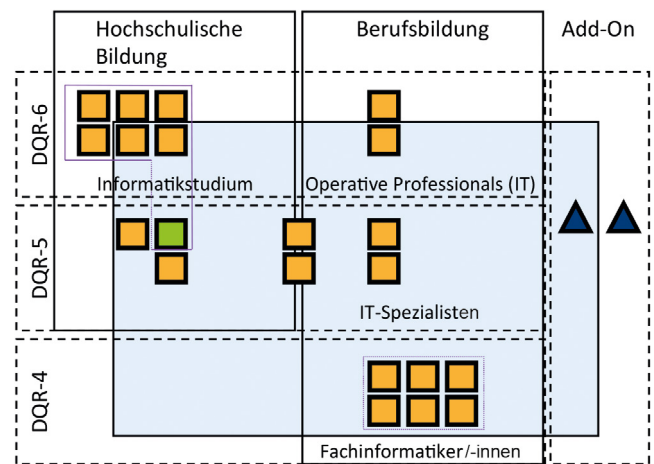 Hochschulische
Bildung
Berufsbildung
Add-On
DQR-6
Informatikstudium
Operative Professionals (IT)
DQR-5
IT-Spezialisten
DQR-4
Fachinformatiker/-innen